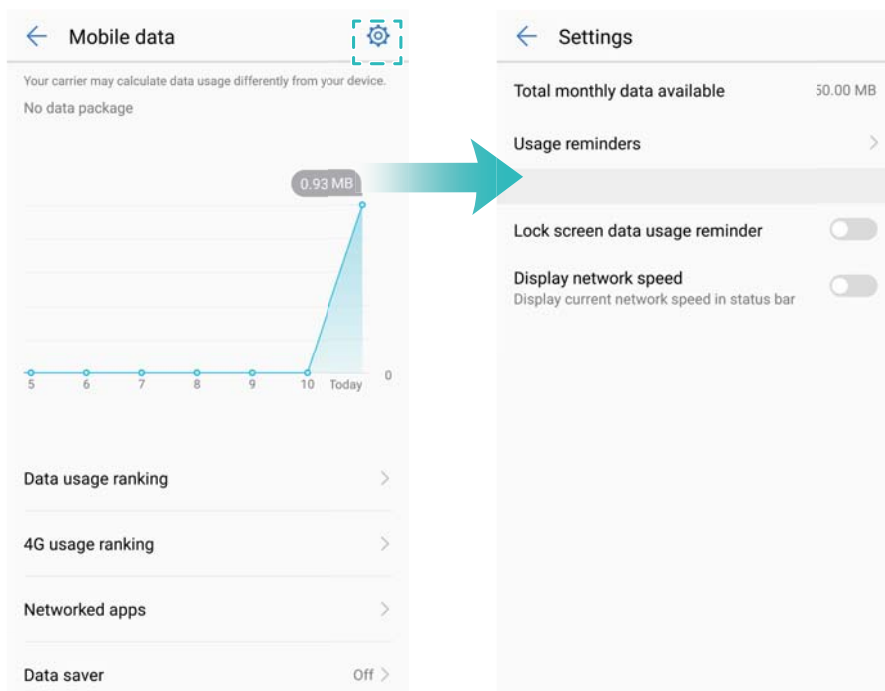 Mobile data
Your carrier may calculate data usage differently from your device.
No data package
0.93 MB
0
5 6 7 8 9 10 Today
Data usage ranking
4G usage ranking
Networked apps
Data saver Off
Settings
Total monthly data available 50.00 MB
Usage reminders
Lock screen data usage reminder
Display network speed
Display current network speed in status bar